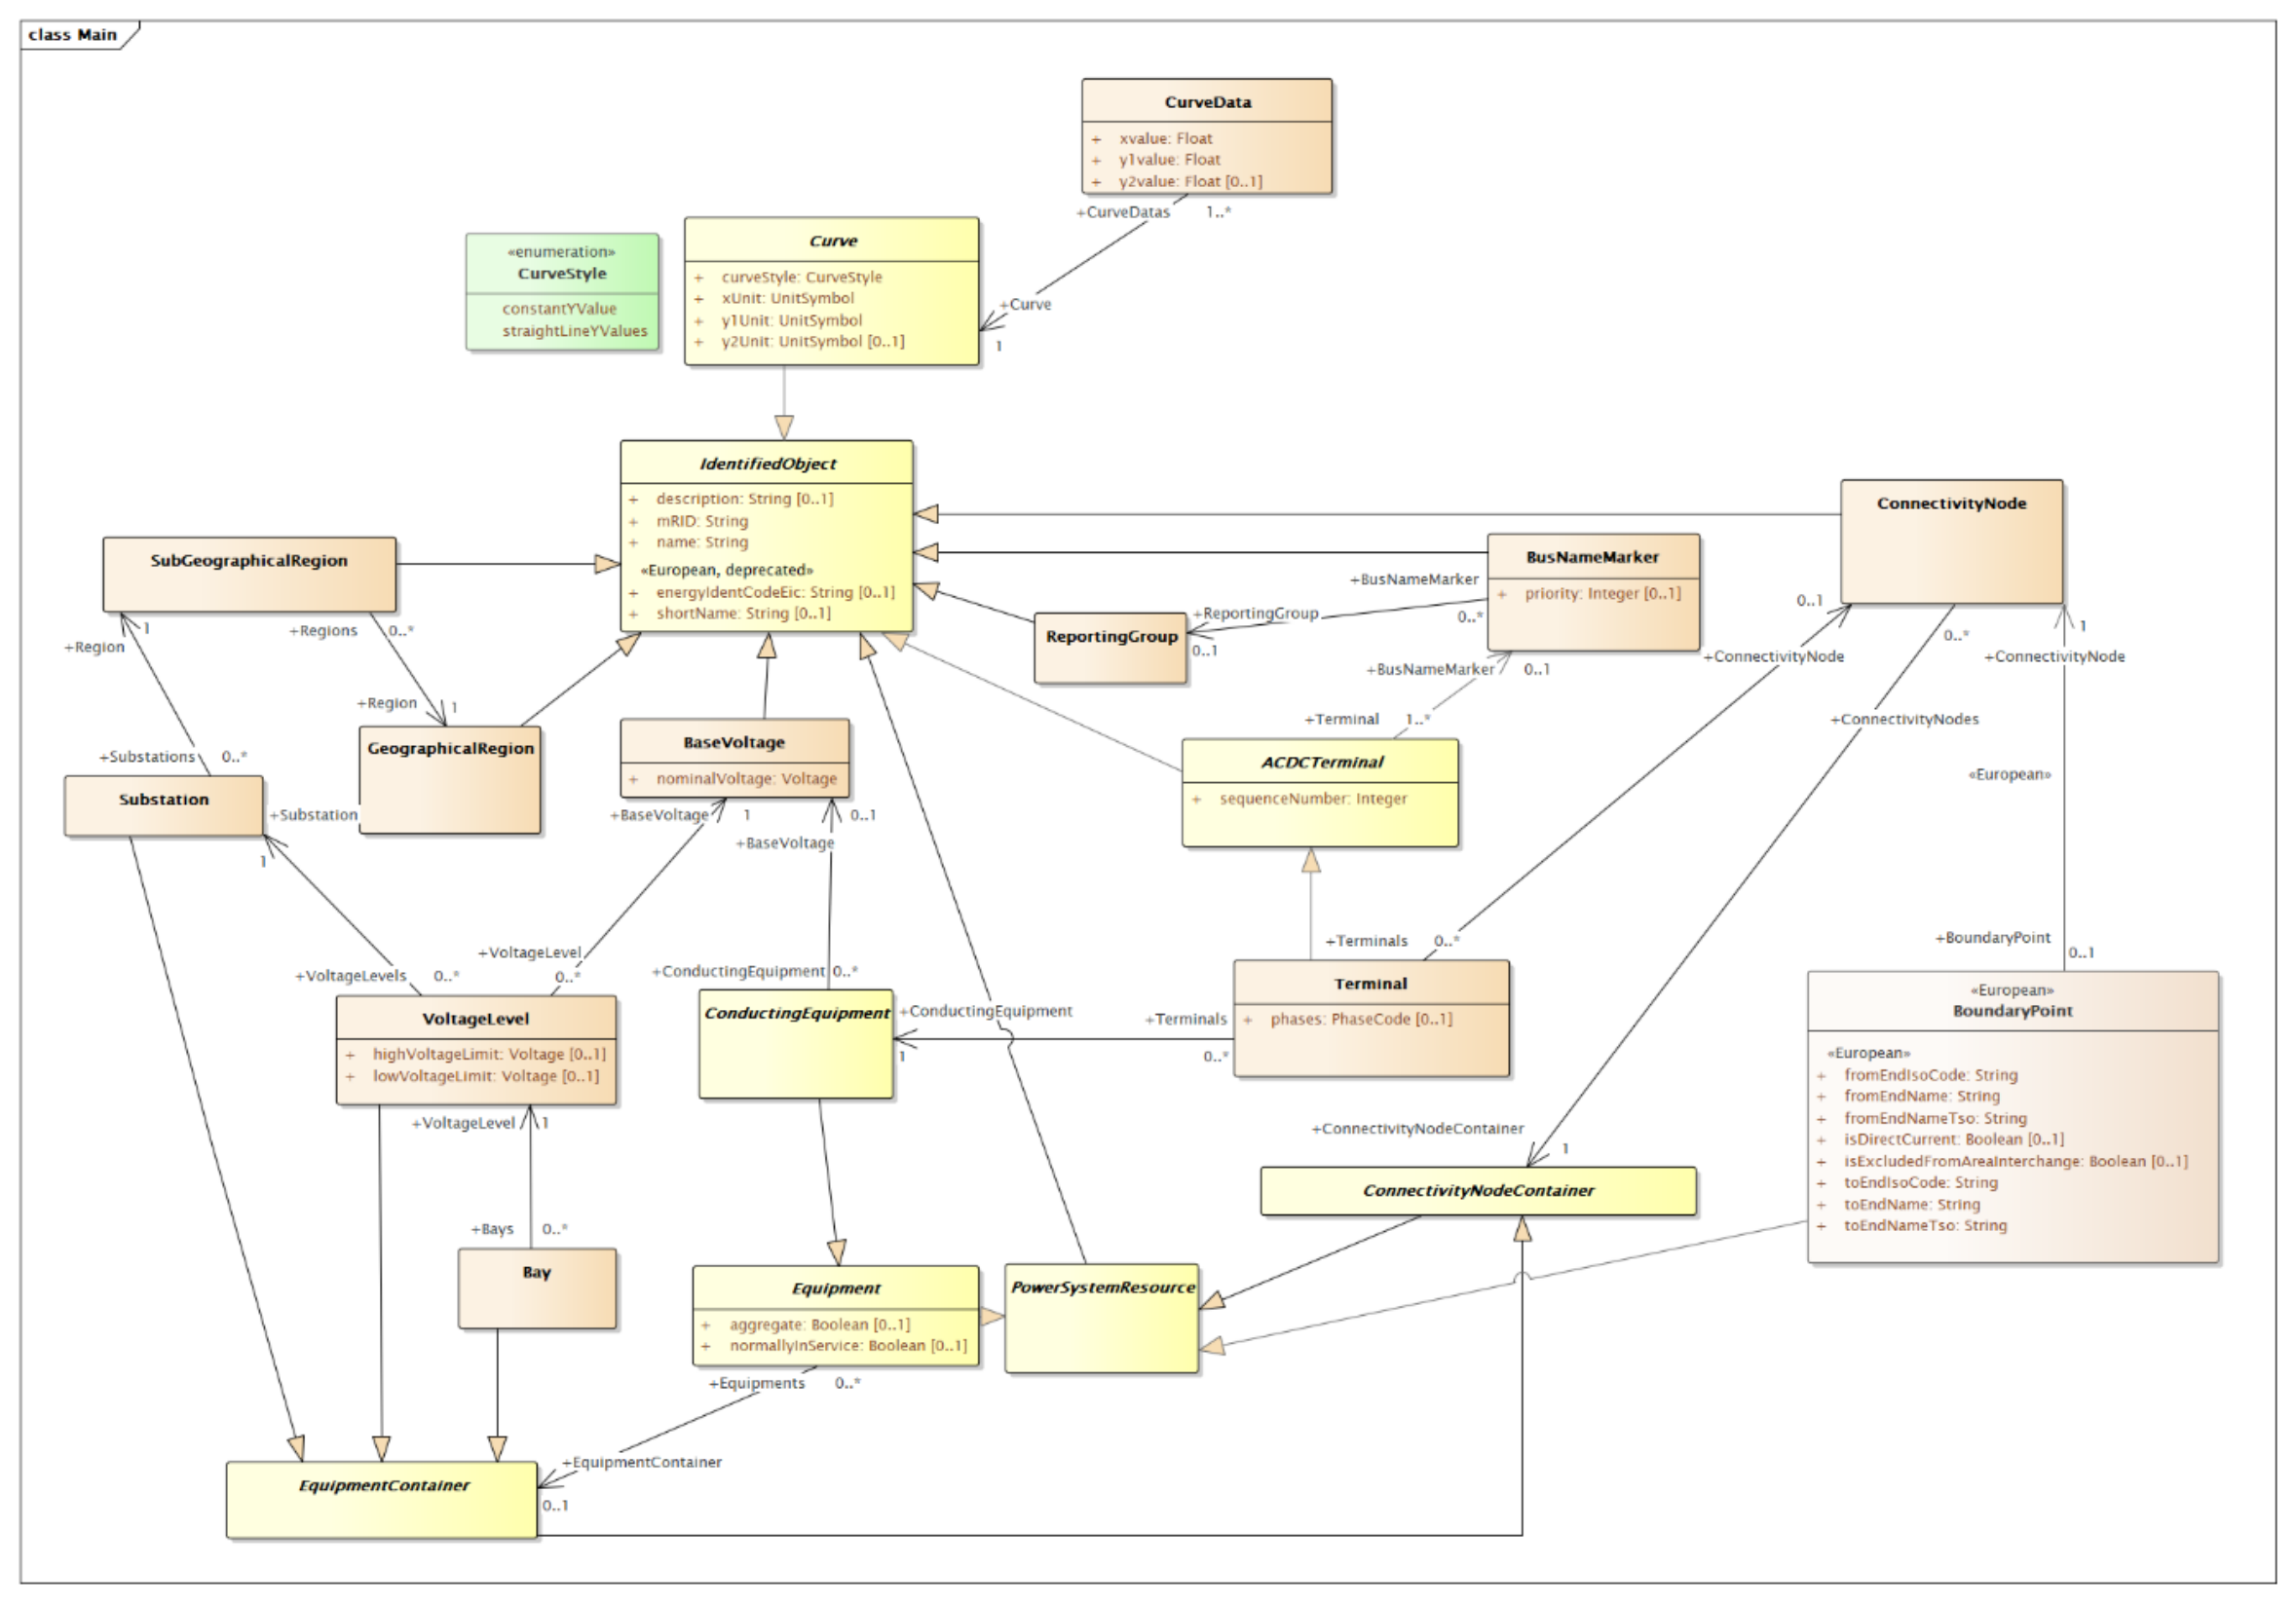 class Main
CurveData
+ xvalue: Float
+ y1value: Float
+ y2value: Float [0..1]
+CurveDatas 1..*
+Curve
1
«enumeration»
CurveStyle
constantYValue
straightLineYValues
Curve
+ curveStyle: CurveStyle
+ xUnit: UnitSymbol
+ y1Unit: UnitSymbol
+ y2Unit: UnitSymbol [0..1]
IdentifiedObject
+ description: String [0..1]
+ mRID: String
+ name: String
«European, deprecated»
+ energyIdentCodeEic: String [0..1]
+ shortName: String [0..1]
ConnectivityNode
BusNameMarker
+ priority: Integer [0..1]
+BusNameMarker
0..*
+ReportingGroup
0..1
ReportingGroup
SubGeographicalRegion
+Regions 0..*
1
+Region
+Region 1
GeographicalRegion
+Substations 0..*
Substation
+Substation
1
BaseVoltage
+ nominalVoltage: Voltage
+BaseVoltage 1
0..1
+BaseVoltage
+BusNameMarker 0..1
+Terminal 1..*
ACDCTerminal
+ sequenceNumber: Integer
0..1
+ConnectivityNode
0..*
+ConnectivityNodes
1
+ConnectivityNode
«European»
+BoundaryPoint
0..1
+VoltageLevels 0..*
+VoltageLevel
0..*
+ConductingEquipment 0..*
+Terminals 0..*
VoltageLevel
+ highVoltageLimit: Voltage [0..1]
+ lowVoltageLimit: Voltage [0..1]
ConductingEquipment
+ConductingEquipment
1
+Terminals
0..*
Terminal
+ phases: PhaseCode [0..1]
«European»
BoundaryPoint
«European»
+ fromEndIsoCode: String
+ fromEndName: String
+ fromEndNameTso: String
+ isDirectCurrent: Boolean [0..1]
+ isExcludedFromAreaInterchange: Boolean [0..1]
+ toEndIsoCode: String
+ toEndName: String
+ toEndNameTso: String
+VoltageLevel 1
+Bays 0..*
Bay
+ConnectivityNodeContainer
1
ConnectivityNodeContainer
Equipment
+ aggregate: Boolean [0..1]
+ normallyInService: Boolean [0..1]
PowerSystemResource
+Equipments 0..*
+EquipmentContainer
0..1
EquipmentContainer